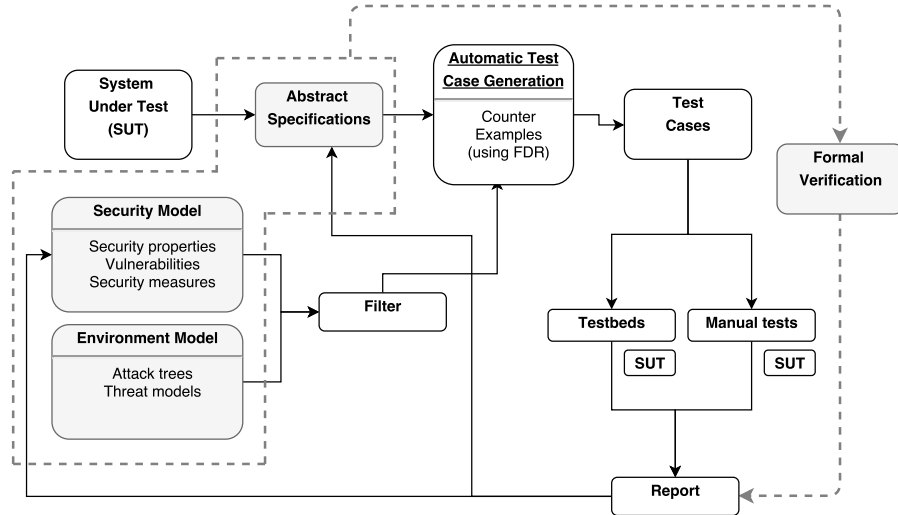 System
Under Test
(SUT)
Abstract
Specifications
Automatic Test
Case Generation
Counter
Examples
(using FDR)
Test
Cases
Formal
Verification
Security Model
Security properties
Vulnerabilities
Security measures
Filter
Environment Model
Attack trees
Threat models
Testbeds
SUT
Manual tests
SUT
Report